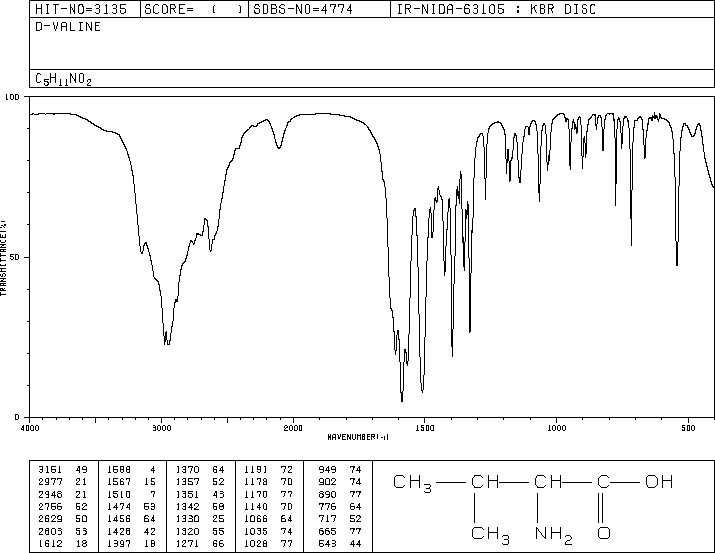 HIT-NO=3135 SCORE= ( ) SDBS-NO=4774 IR-NIDA-63105 : KBR DISC
D-VALINE
C5H11NO2
100
50
0
TRANSMITTANCE(%)
4000 3000 2000 1500 1000 500
WAVENUMBER(-1)
3151 49 1588 4 1370 64 1191 72 949 74
2977 21 1567 15 1357 52 1178 70 902 74
2948 21 1510 7 1351 43 1170 77 890 77
2756 52 1474 53 1342 58 1140 70 776 64
2629 50 1456 64 1330 25 1066 64 717 52
2603 53 1428 42 1320 55 1035 74 665 77
1612 18 1397 18 1271 66 1028 77 543 44
CH3 CH CH C OH
CH3 NH2 O